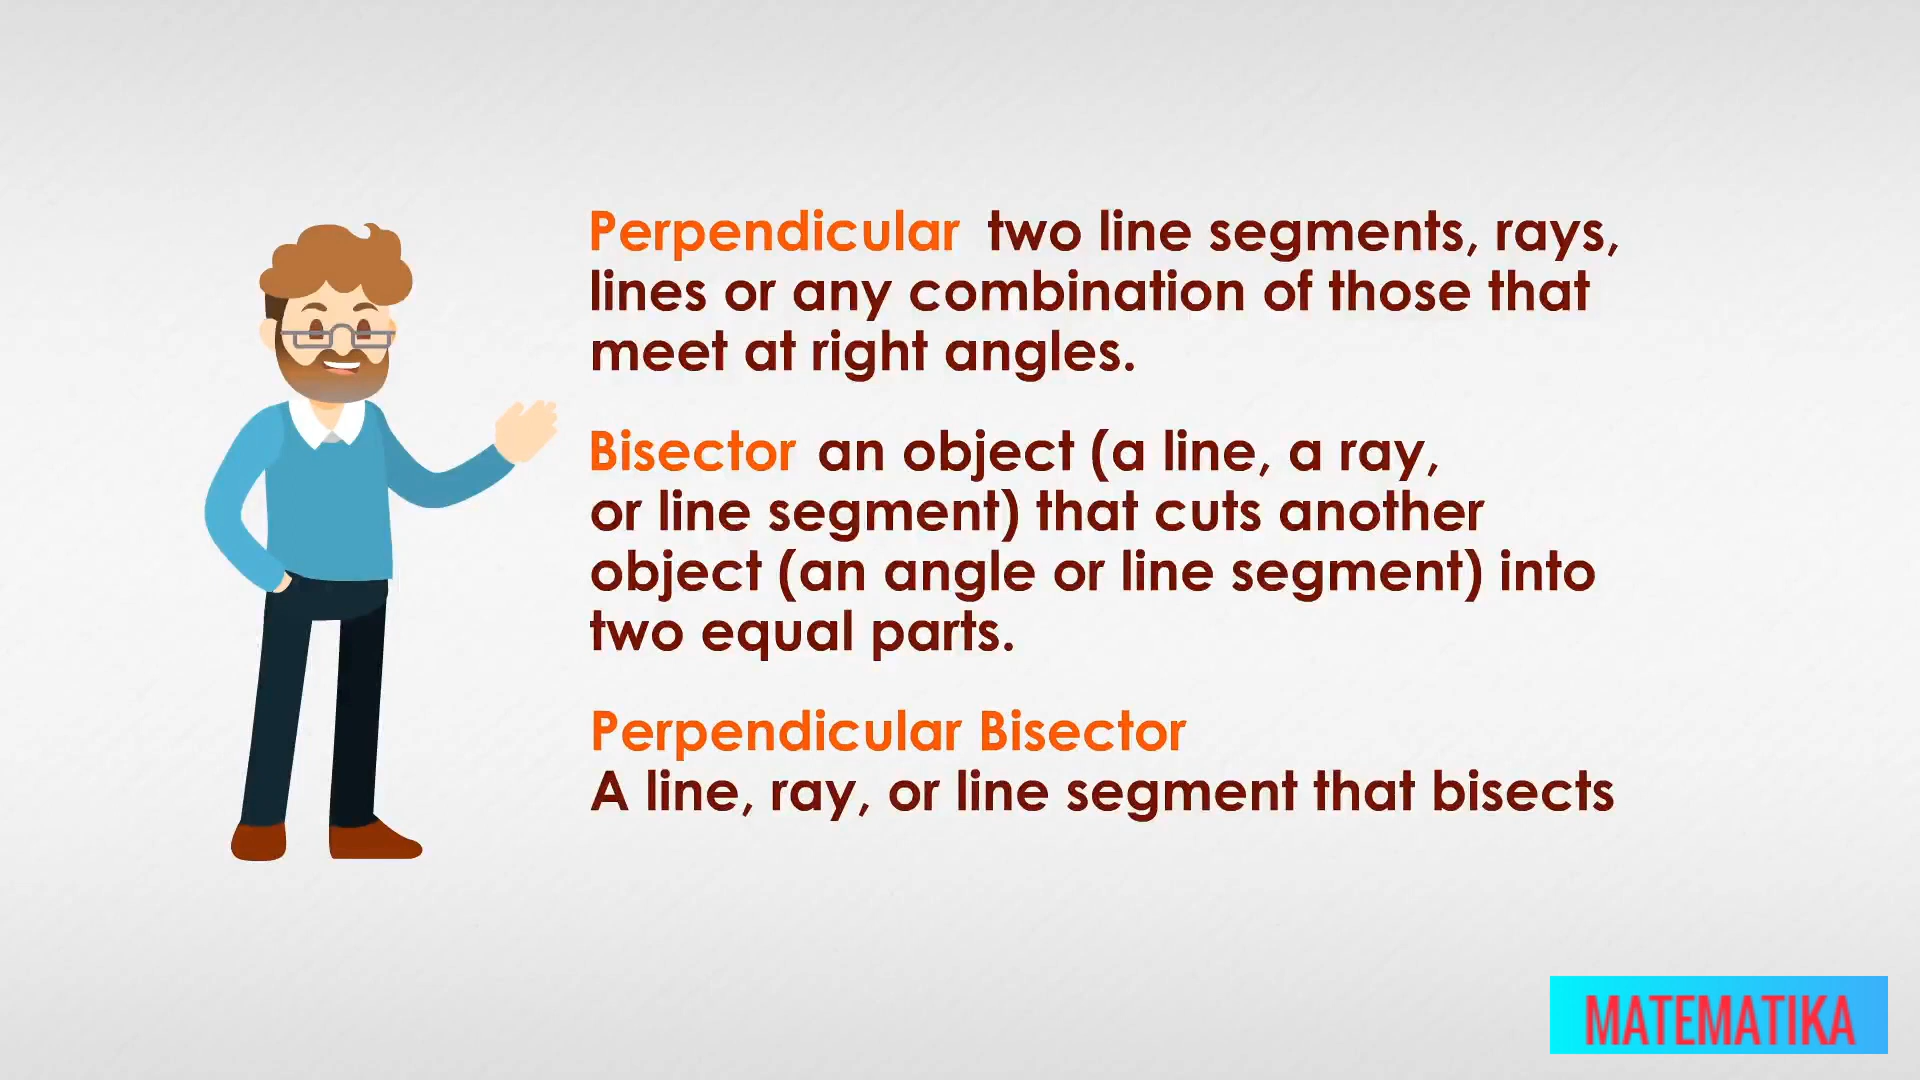 Perpendicular two line segments, rays,
lines or any combination of those that
meet at right angles.
Bisector an object (a line, a ray,
or line segment) that cuts another
object (an angle or line segment) into
two equal parts.
Perpendicular Bisector
A line, ray, or line segment that bisects
MATEMATIKA